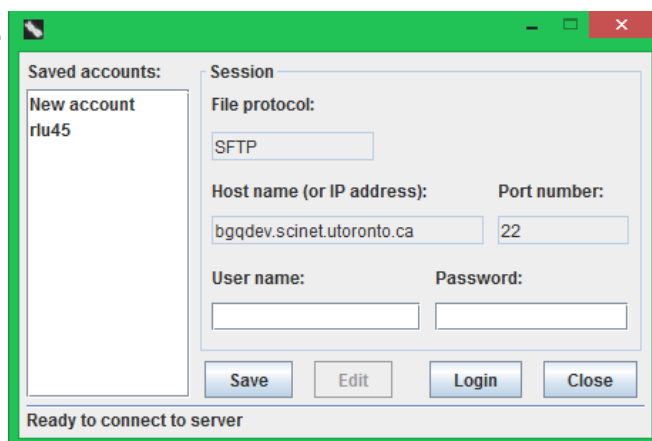 Saved accounts:
New account
rlu45
Session
File protocol:
SFTP
Host name (or IP address): Port number:
bgqdev.scinet.utoronto.ca 22
User name: Password:
Save Edit Login Close
Ready to connect to server